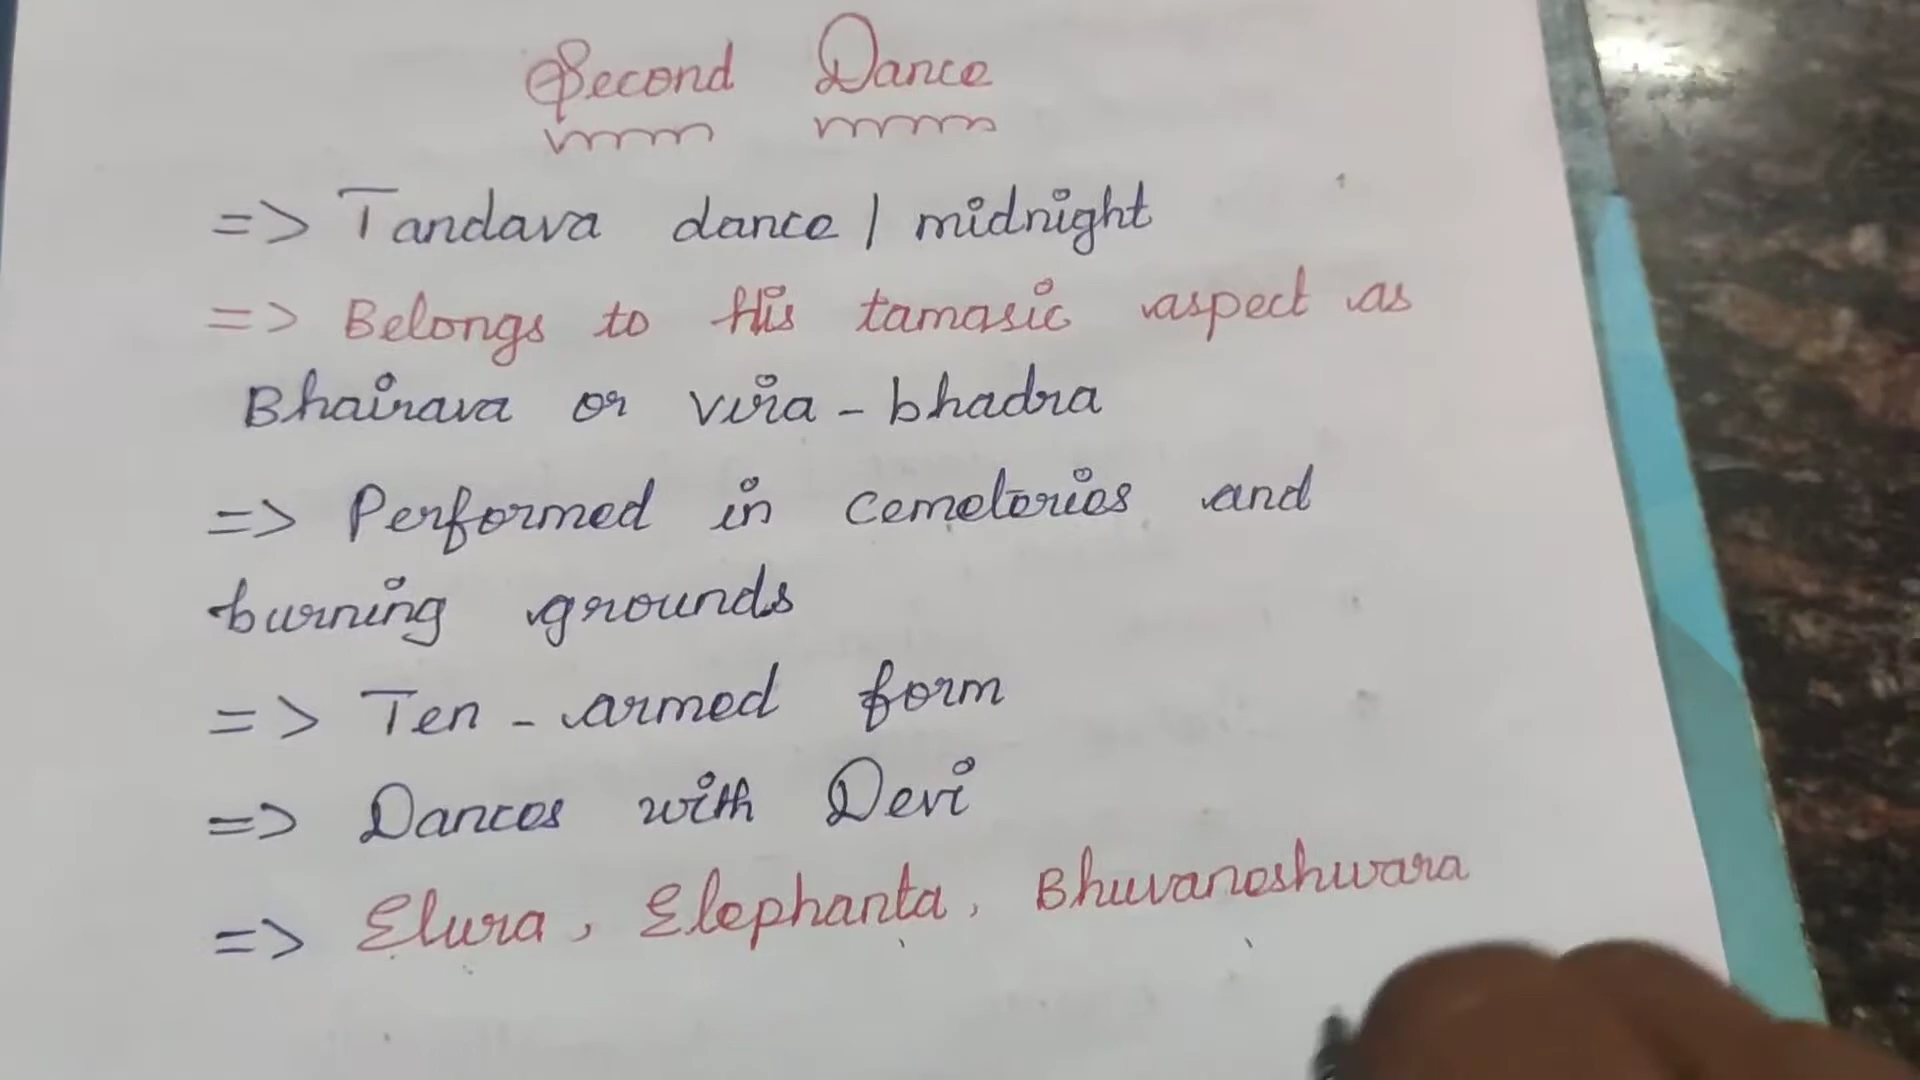 Second Dance
=> Tandava dance / midnight
=> Belongs to His tamasic aspect as
Bhairava or vira - bhadra
=> Performed in cemeteries and
burning grounds
=> Ten - armed form
=> Dances with Devi
=> Elura, Elephanta, Bhuvaneshwara